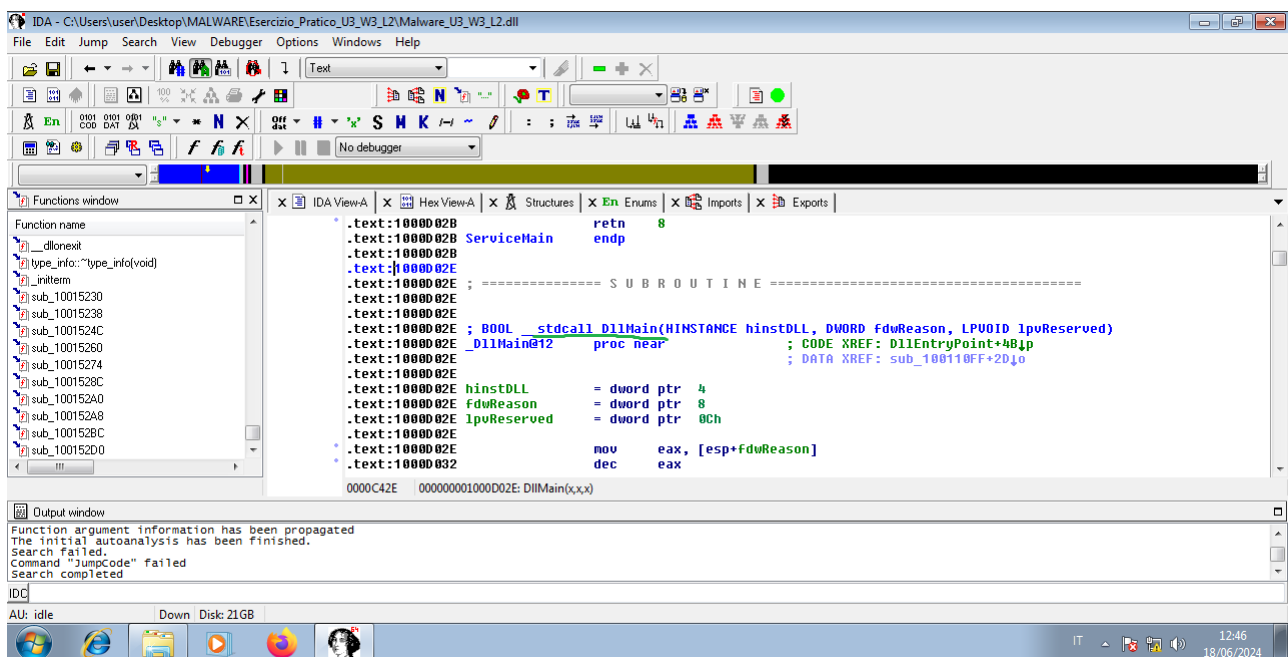 IDA - C:\Users\user\Desktop\MALWARE\Esercizio_Pratico_U3_W3_L2\Malware_U3_W3_L2.dll
File Edit Jump Search View Debugger Options Windows Help
Text
No debugger
Functions window
IDA View-A Hex View-A Structures Enums Imports Exports
Function name
__dllonexit
type_info::~type_info(void)
_initterm
sub_10015230
sub_10015238
sub_1001524C
sub_10015260
sub_10015274
sub_1001528C
sub_100152A0
sub_100152A8
sub_100152BC
sub_100152D0
.text:1000D02B retn 8
.text:1000D02B ServiceMain endp
.text:1000D02B
.text:1000D02E
.text:1000D02E ; =============== S U B R O U T I N E =======================================
.text:1000D02E
.text:1000D02E
.text:1000D02E ; BOOL __stdcall DllMain(HINSTANCE hinstDLL, DWORD fdwReason, LPVOID lpvReserved)
.text:1000D02E _DllMain@12 proc near ; CODE XREF: DllEntryPoint+4B↓p
.text:1000D02E ; DATA XREF: sub_100110FF+2D↓o
.text:1000D02E
.text:1000D02E hinstDLL = dword ptr 4
.text:1000D02E fdwReason = dword ptr 8
.text:1000D02E lpvReserved = dword ptr 0Ch
.text:1000D02E
.text:1000D02E mov eax, [esp+fdwReason]
.text:1000D032 dec eax
0000C42E 000000001000D02E: DllMain(x,x,x)
Output window
Function argument information has been propagated
The initial autoanalysis has been finished.
Search failed.
Command "JumpCode" failed
Search completed
IDC
AU: idle Down Disk: 21GB
IT 12:46
18/06/2024